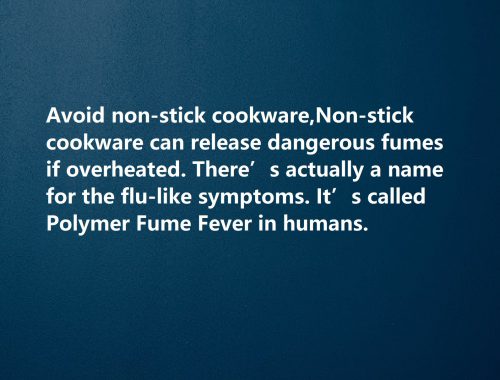 Avoid non-stick cookware,Non-stick
cookware can release dangerous fumes
if overheated. There’s actually a name
for the flu-like symptoms. It’s called
Polymer Fume Fever in humans.